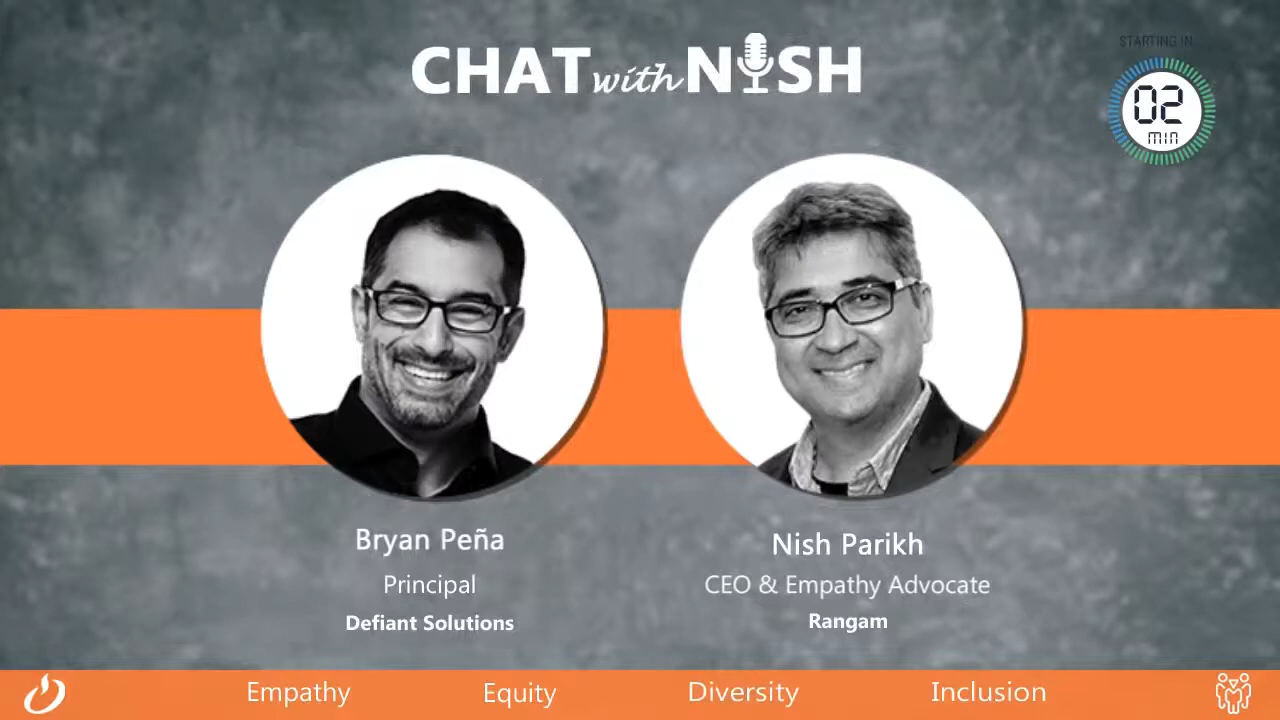 CHAT with NISH
STARTING IN
02
MIN
Bryan Peña
Principal
Defiant Solutions
Nish Parikh
CEO & Empathy Advocate
Rangam
Empathy Equity Diversity Inclusion